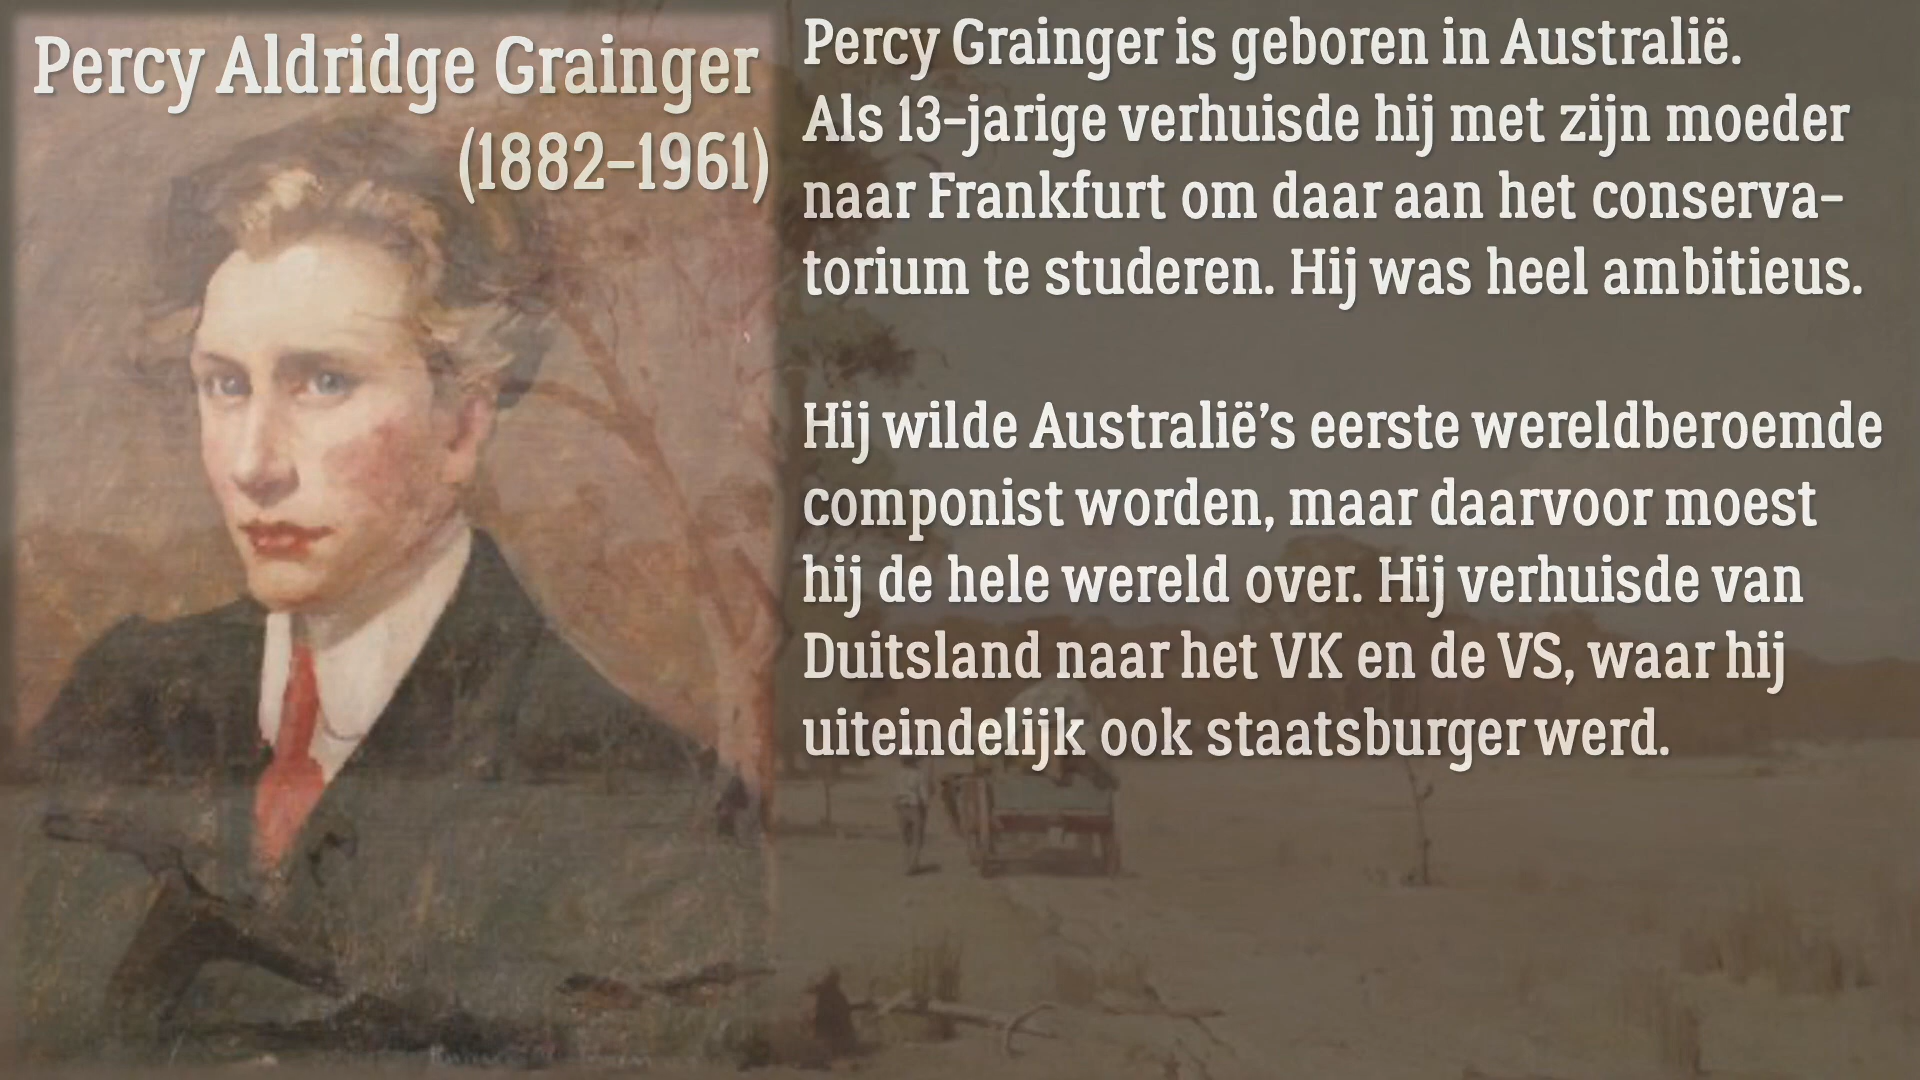 Percy Aldridge Grainger
(1882-1961)
Percy Grainger is geboren in Australië.
Als 13-jarige verhuisde hij met zijn moeder
naar Frankfurt om daar aan het conserva-
torium te studeren. Hij was heel ambitieus.
Hij wilde Australië’s eerste wereldberoemde
componist worden, maar daarvoor moest
hij de hele wereld over. Hij verhuisde van
Duitsland naar het VK en de VS, waar hij
uiteindelijk ook staatsburger werd.